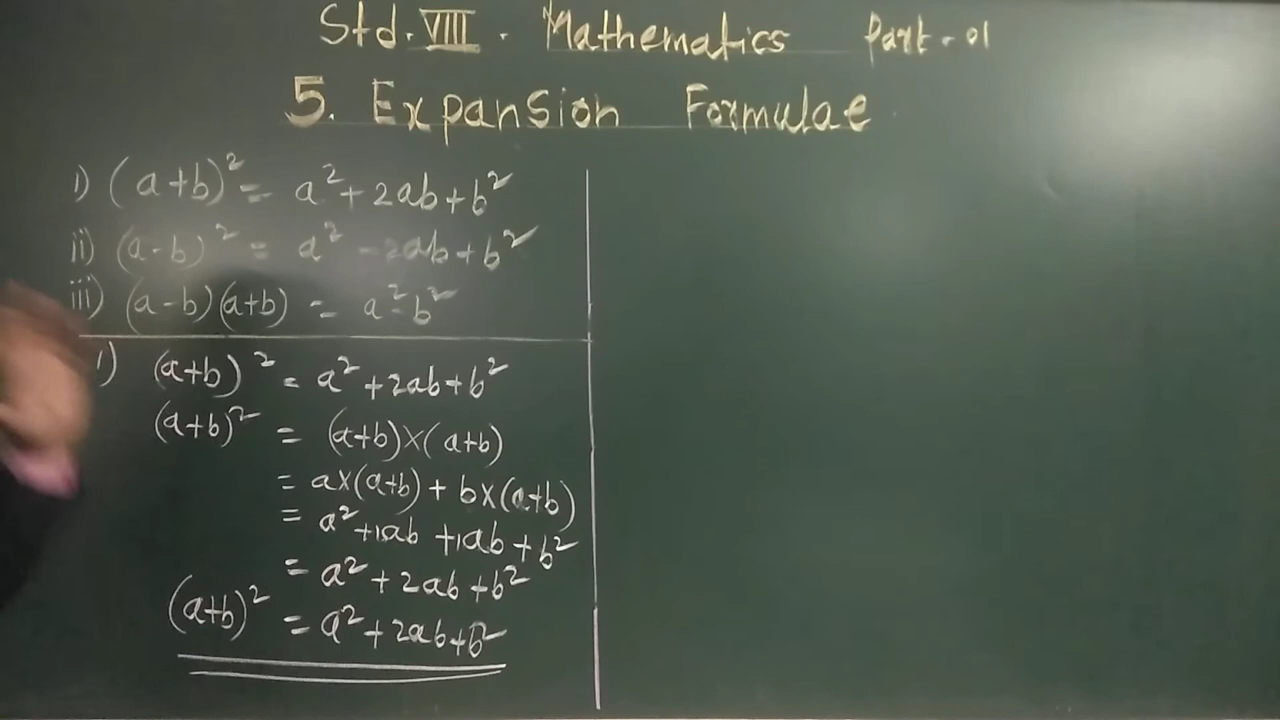 Std. VIII . Mathematics Part - 01
5. Expansion Formulae
i) (a+b)² = a² + 2ab + b²
ii) (a-b)² = a² - 2ab + b²
iii) (a-b)(a+b) = a² - b²
1) (a+b)² = a² + 2ab + b²
(a+b)² = (a+b)×(a+b)
= a×(a+b) + b×(a+b)
= a² + 1ab + 1ab + b²
= a² + 2ab + b²
(a+b)² = a² + 2ab + b²